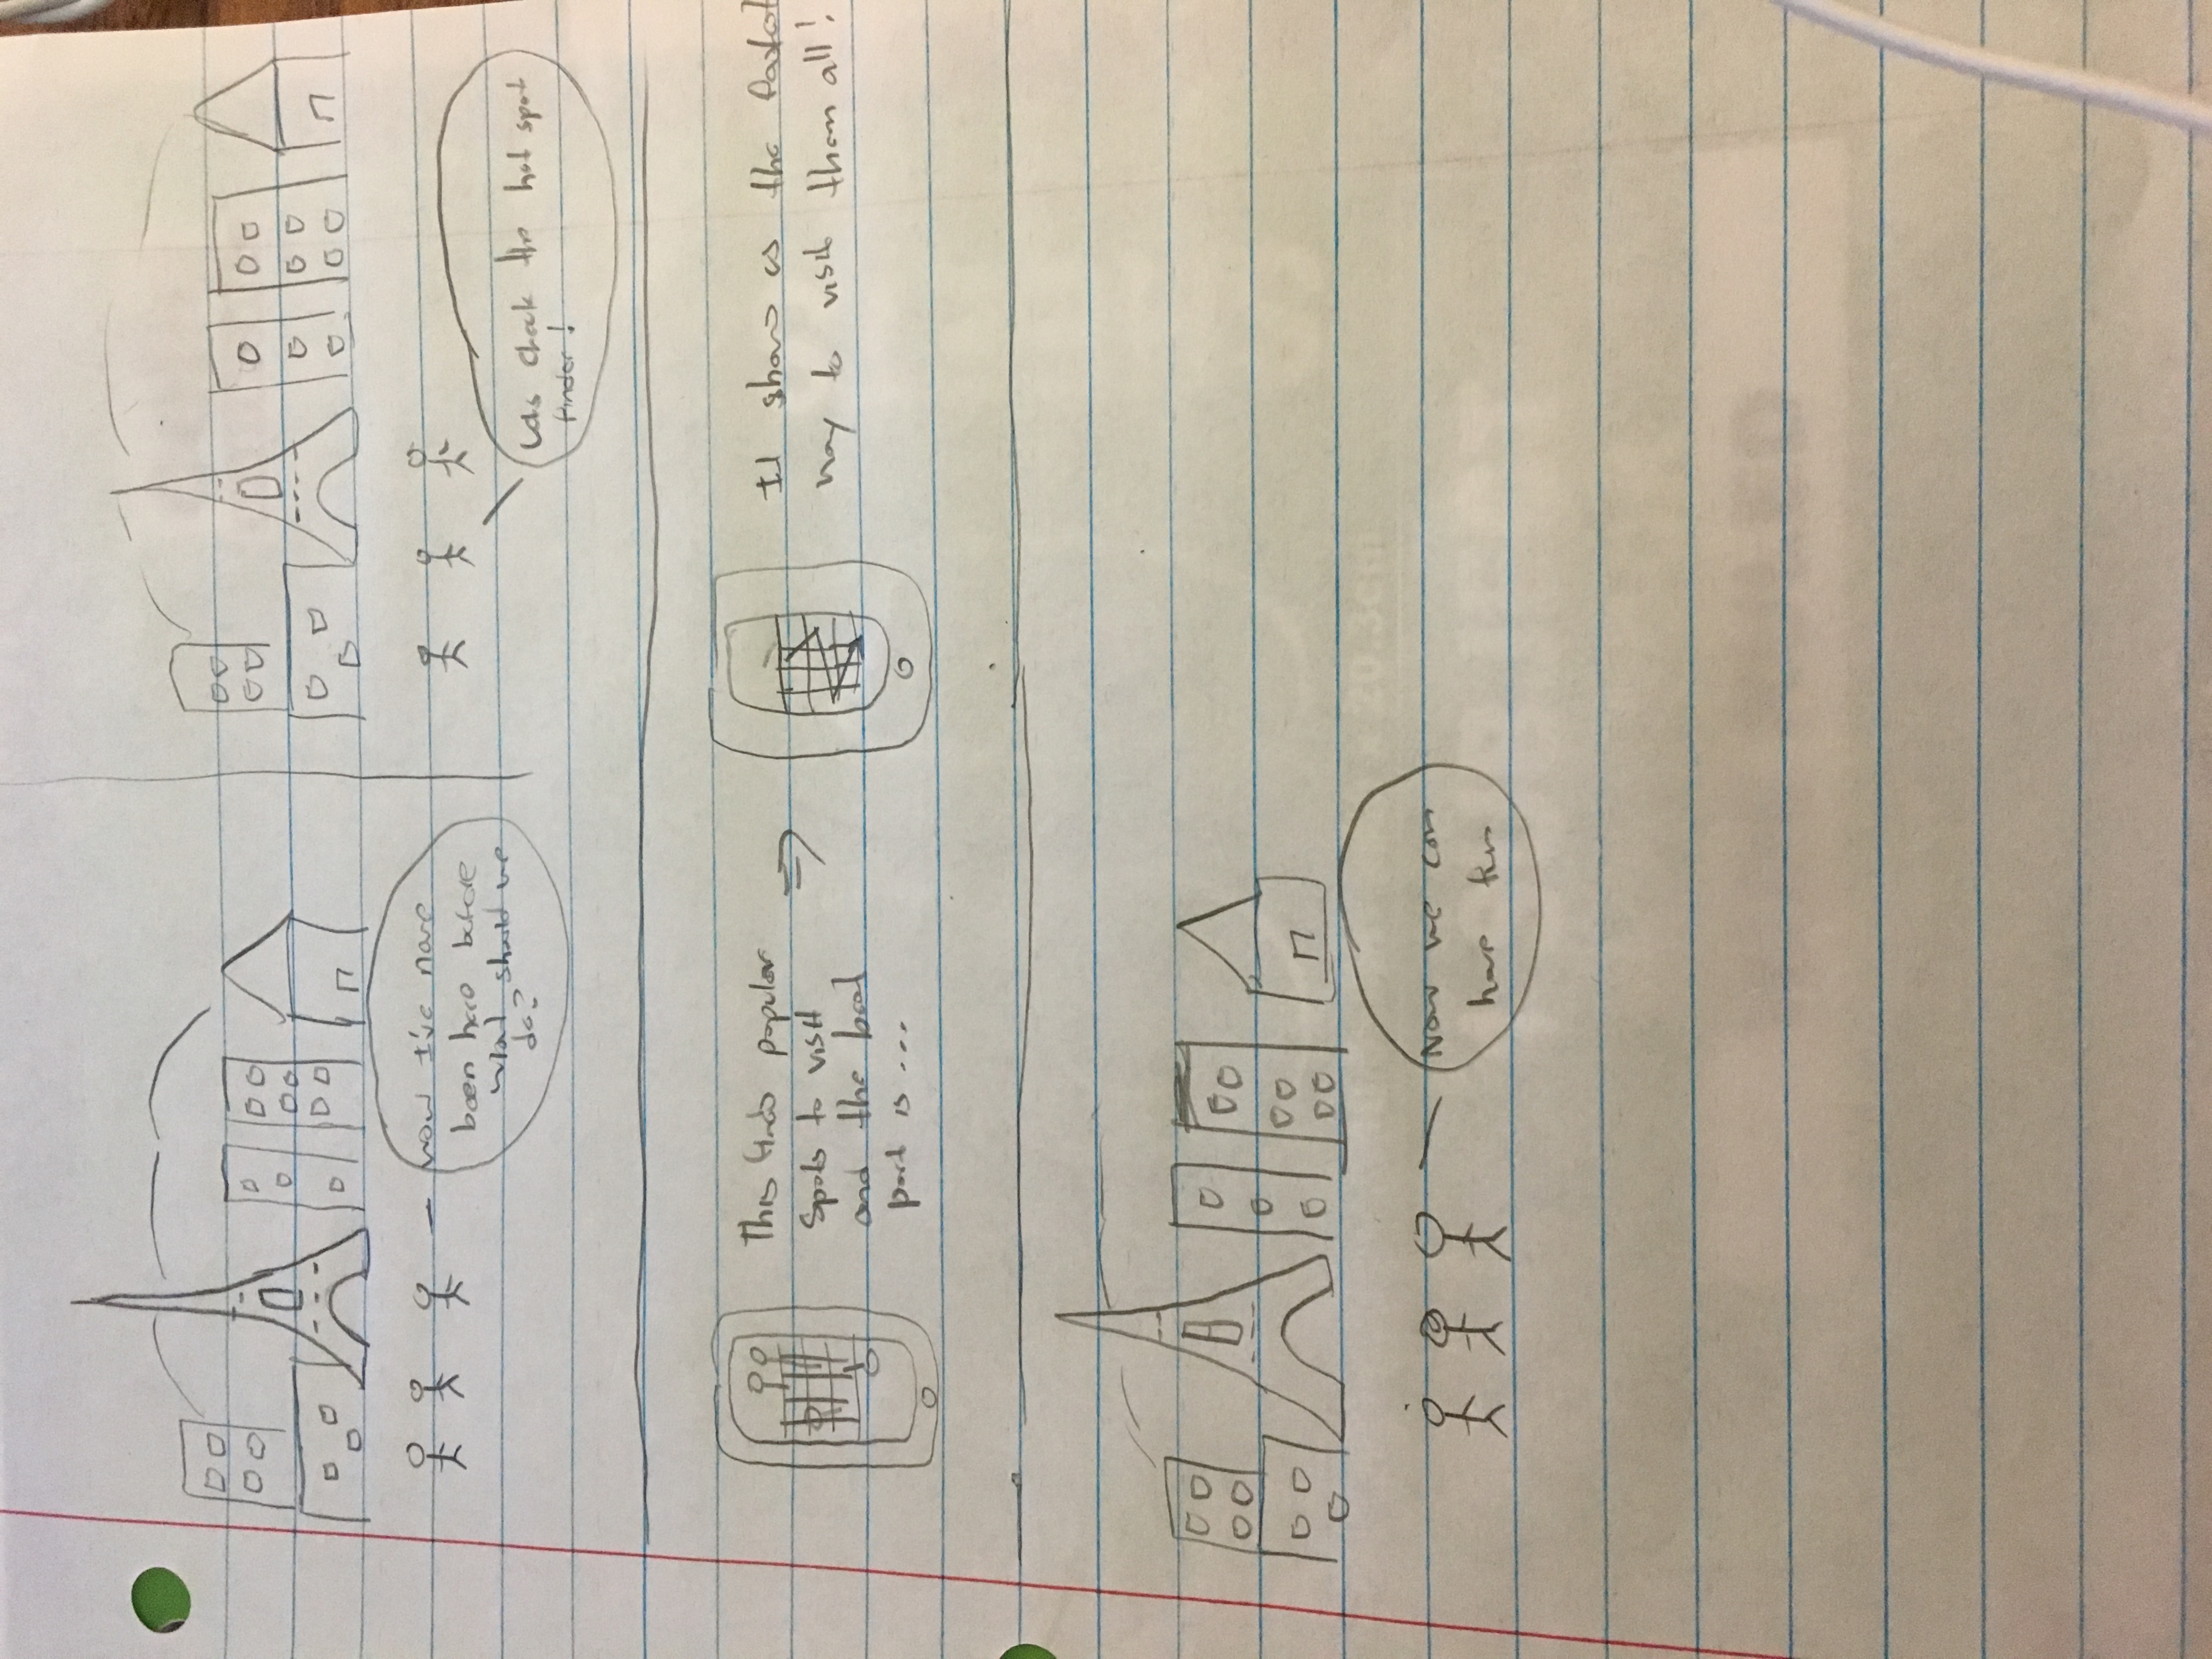 wow I've never
been here before
what should we
do?
Lets check the hot spot
finder!
This finds popular
spots to visit
and the best
part is ...
It shows us the fastest
way to visit them all!
Now we can
have fun
20.3cm